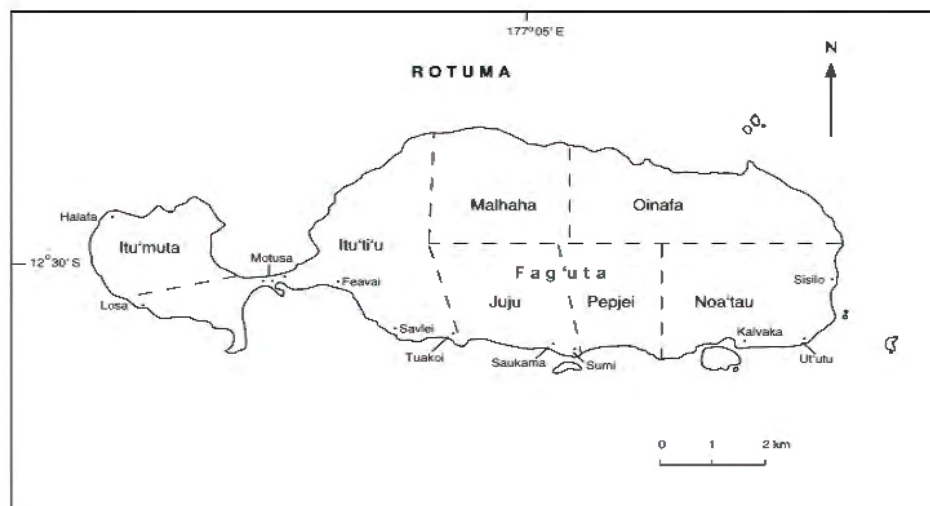 177°05' E
ROTUMA
N
Malhaha
Oinafa
Halafa
Itu'muta
Itu'ti'u
Motusa
12°30' S
Fag'uta
Feavai
Sisilo
Losa
Juju
Pepjei
Noa'tau
Savlei
Kalvaka
Tuakoi
Saukama
Sumi
Ut'utu
0 1 2 km